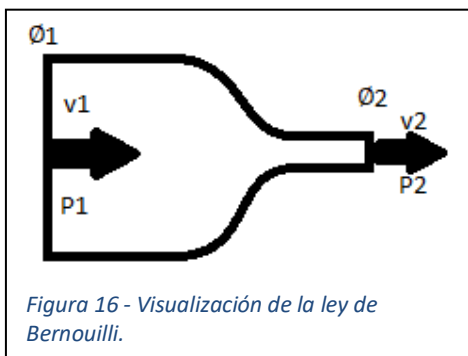 Ø1
v1
P1
Ø2
v2
P2
Figura 16 - Visualización de la ley de
Bernouilli.